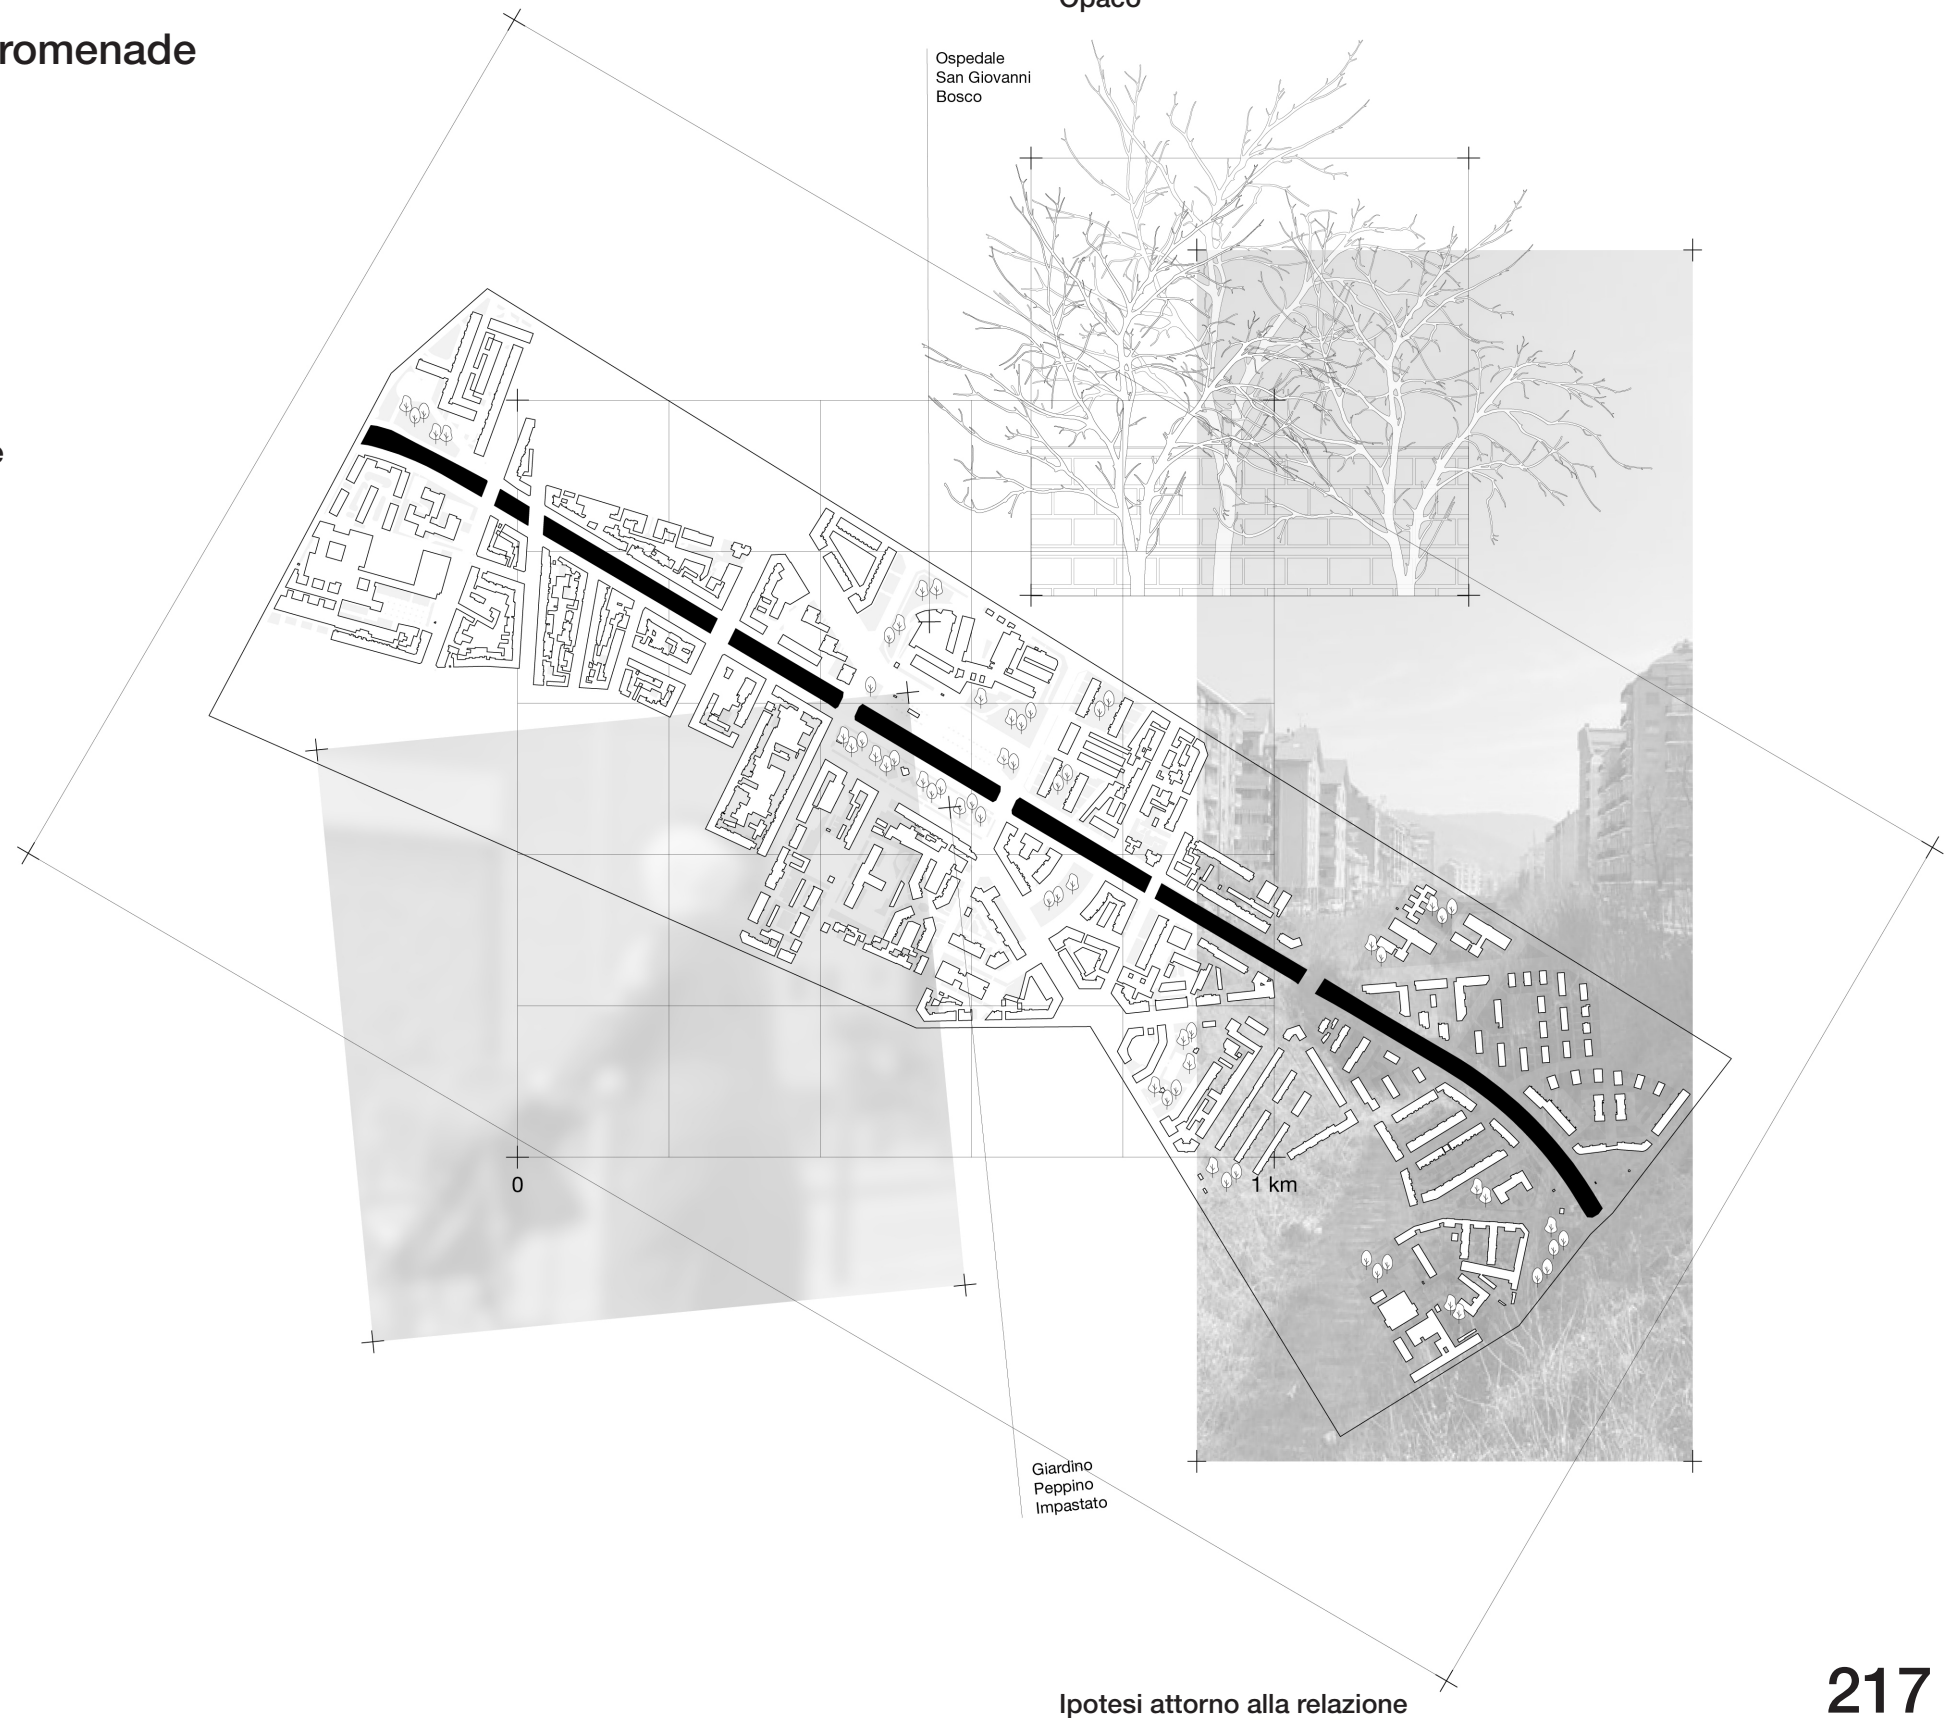 Opaco
romenade
Ospedale
San Giovanni
Bosco
e
0
1 km
Giardino
Peppino
Impastato
Ipotesi attorno alla relazione
217